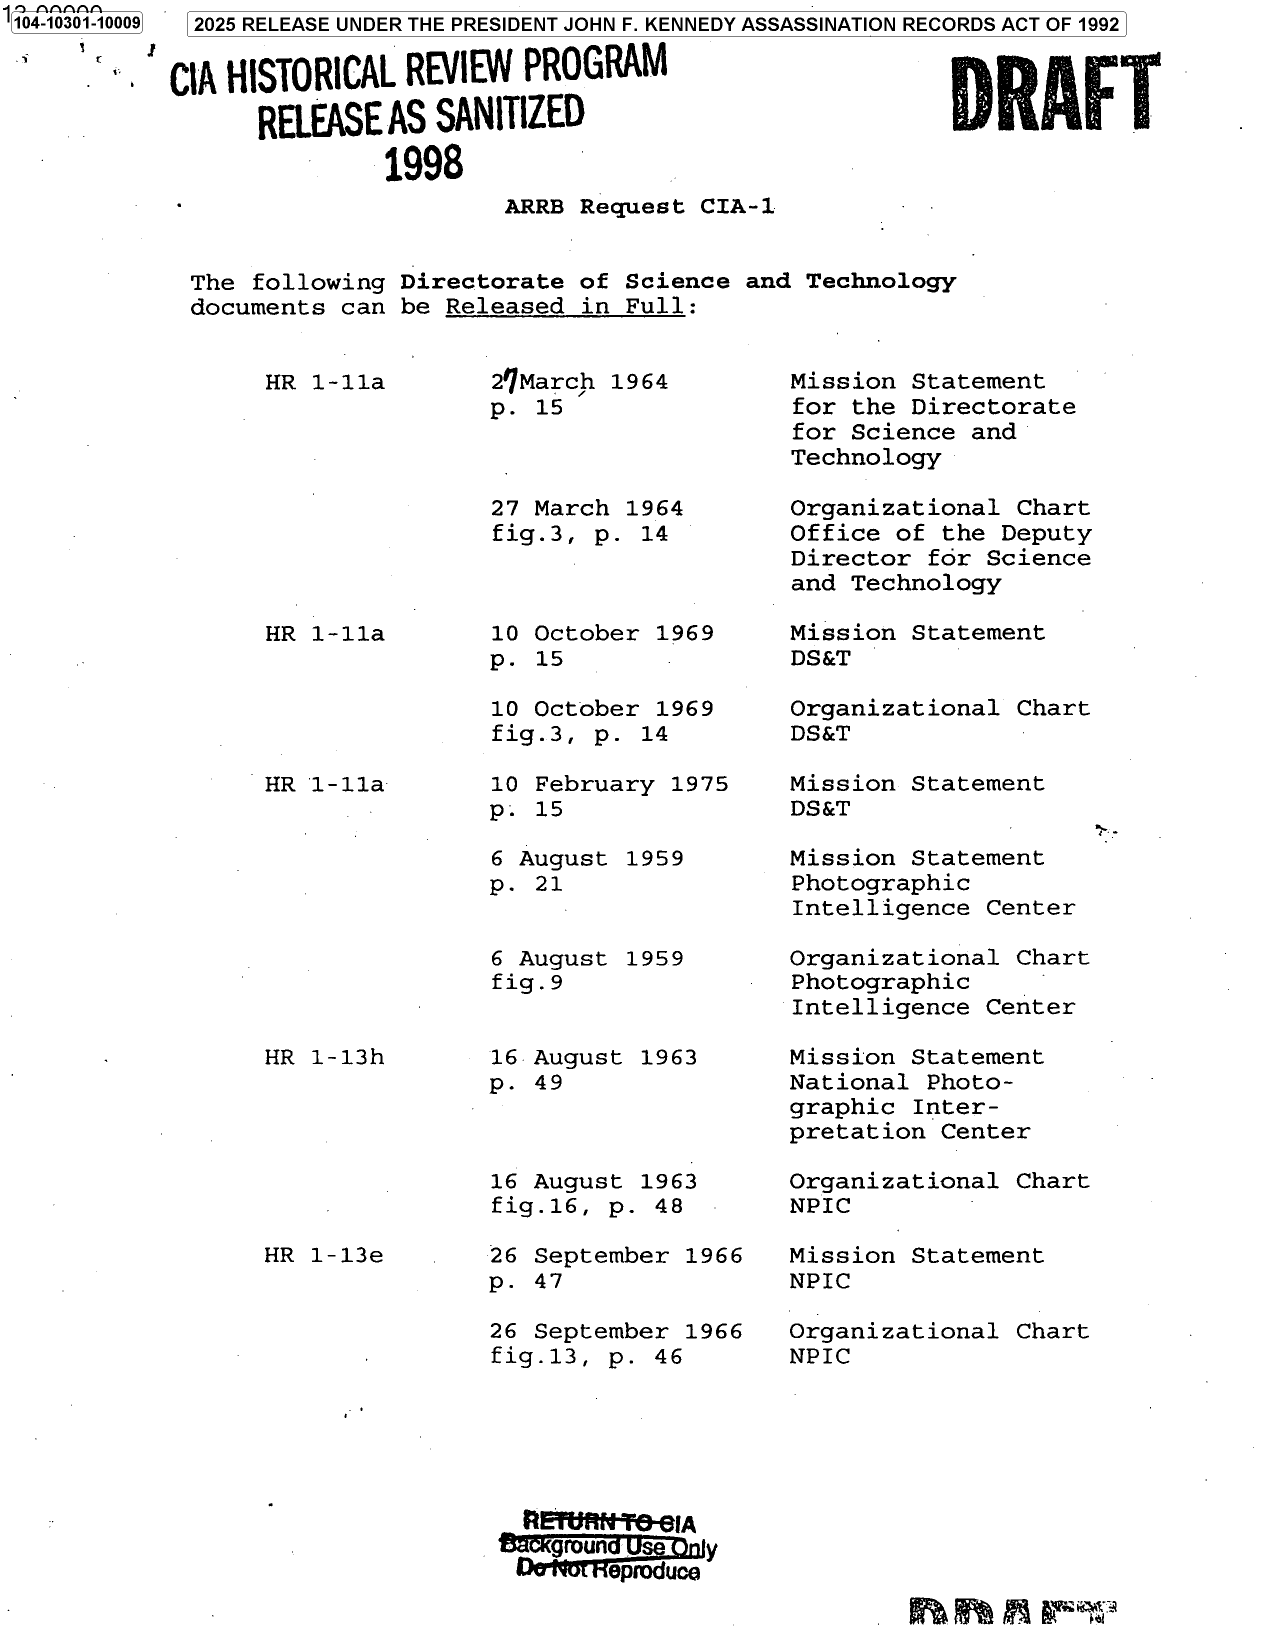 104-10301-10009
2025 RELEASE UNDER THE PRESIDENT JOHN F. KENNEDY ASSASSINATION RECORDS ACT OF 1992
CIA HISTORICAL REVIEW PROGRAM
RELEASE AS SANITIZED
1998
DRAFT
ARRB Request CIA-1
The following Directorate of Science and Technology
documents can be Released in Full:
HR 1-11a 27 March 1964 Mission Statement
p. 15 for the Directorate
for Science and
Technology
27 March 1964 Organizational Chart
fig.3, p. 14 Office of the Deputy
Director for Science
and Technology
HR 1-11a 10 October 1969 Mission Statement
p. 15 DS&T
10 October 1969 Organizational Chart
fig.3, p. 14 DS&T
HR 1-11a 10 February 1975 Mission Statement
p. 15 DS&T
6 August 1959 Mission Statement
p. 21 Photographic
Intelligence Center
6 August 1959 Organizational Chart
fig.9 Photographic
Intelligence Center
HR 1-13h 16 August 1963 Mission Statement
p. 49 National Photo-
graphic Inter-
pretation Center
16 August 1963 Organizational Chart
fig.16, p. 48 NPIC
HR 1-13e 26 September 1966 Mission Statement
p. 47 NPIC
26 September 1966 Organizational Chart
fig.13, p. 46 NPIC
RETURN TO CIA
Background Use Only
Do Not Reproduce
DRAFT